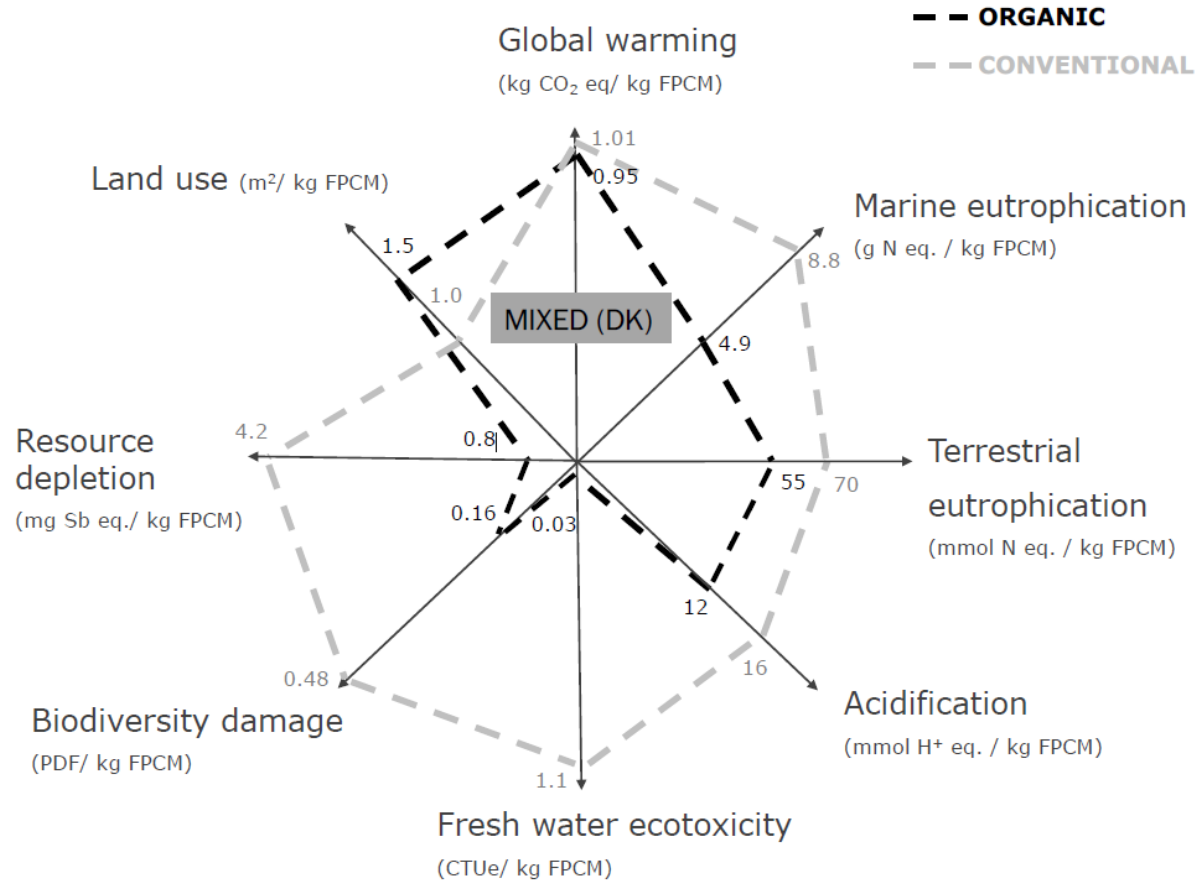 ORGANIC
CONVENTIONAL
Global warming
(kg CO₂ eq/ kg FPCM)
1.01
0.95
Land use (m²/ kg FPCM)
1.5
1.0
Marine eutrophication
(g N eq. / kg FPCM)
8.8
MIXED (DK)
4.9
Resource
depletion
(mg Sb eq./ kg FPCM)
4.2
0.8
Terrestrial
eutrophication
(mmol N eq. / kg FPCM)
55
70
0.16
0.03
12
16
Acidification
(mmol H⁺ eq. / kg FPCM)
0.48
Biodiversity damage
(PDF/ kg FPCM)
1.1
Fresh water ecotoxicity
(CTUe/ kg FPCM)